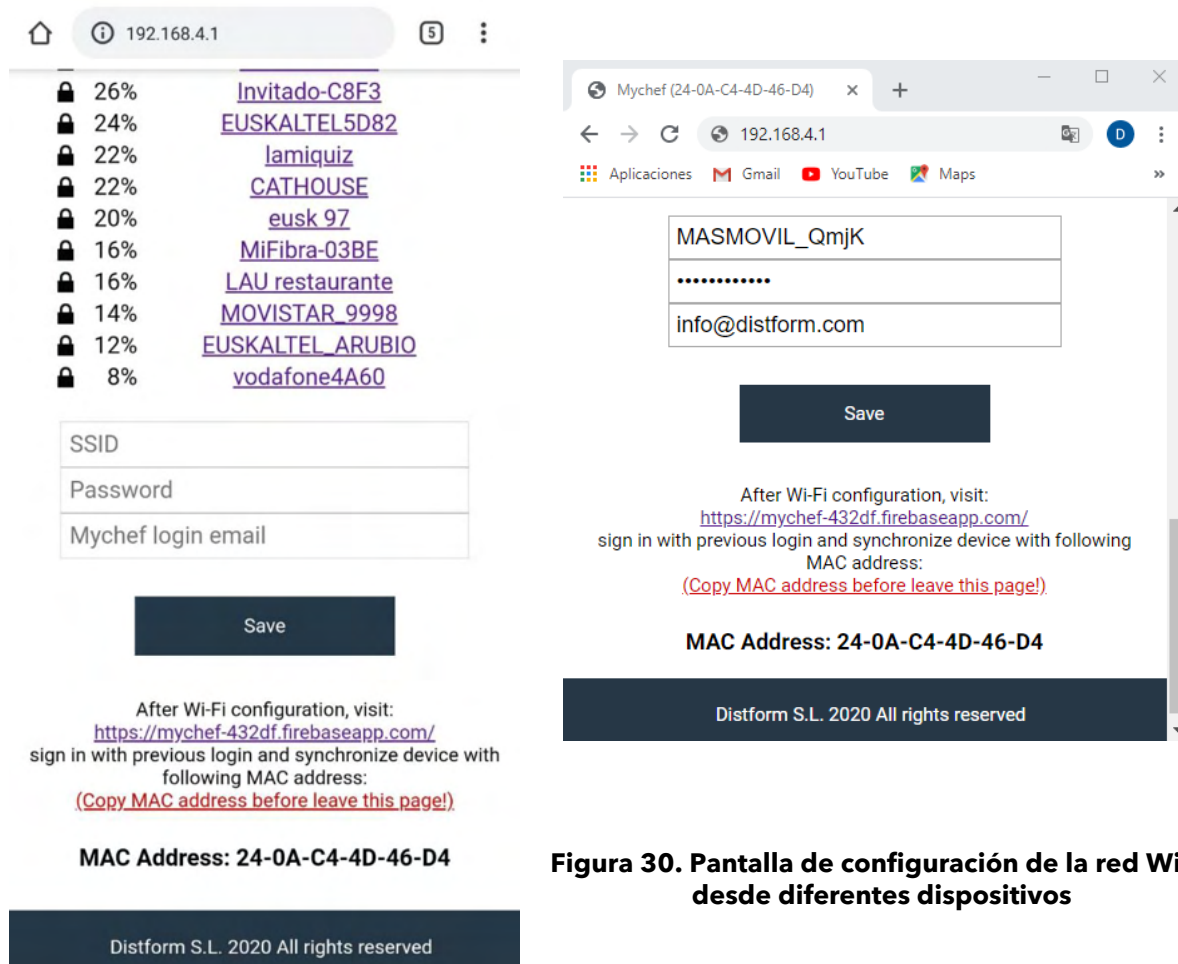 192.168.4.1
5
26% Invitado-C8F3
24% EUSKALTEL5D82
22% lamiquiz
22% CATHOUSE
20% eusk 97
16% MiFibra-03BE
16% LAU restaurante
14% MOVISTAR_9998
12% EUSKALTEL_ARUBIO
8% vodafone4A60
SSID
Password
Mychef login email
Save
After Wi-Fi configuration, visit:
https://mychef-432df.firebaseapp.com/
sign in with previous login and synchronize device with
following MAC address:
(Copy MAC address before leave this page!)
MAC Address: 24-0A-C4-4D-46-D4
Distform S.L. 2020 All rights reserved
Mychef (24-0A-C4-4D-46-D4)
192.168.4.1
D
Aplicaciones Gmail YouTube Maps
MASMOVIL_QmjK
••••••••••••
info@distform.com
Save
After Wi-Fi configuration, visit:
https://mychef-432df.firebaseapp.com/
sign in with previous login and synchronize device with following
MAC address:
(Copy MAC address before leave this page!)
MAC Address: 24-0A-C4-4D-46-D4
Distform S.L. 2020 All rights reserved
Figura 30. Pantalla de configuración de la red Wi
desde diferentes dispositivos